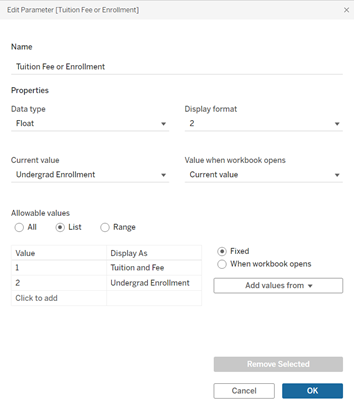 Edit Parameter [Tuition Fee or Enrollment]
Name
Tuition Fee or Enrollment
Properties
Data type Display format
Float 2
Current value Value when workbook opens
Undergrad Enrollment Current value
Allowable values
All List Range
Value Display As
Fixed
1 Tuition and Fee
When workbook opens
2 Undergrad Enrollment
Add values from
Click to add
Remove Selected
Cancel OK